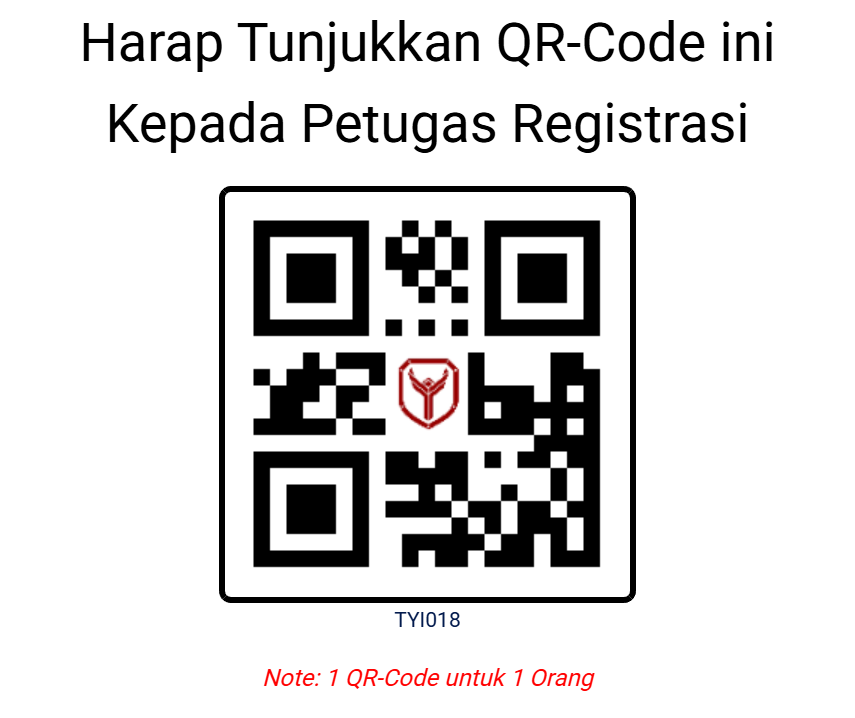 Harap Tunjukkan QR-Code ini
Kepada Petugas Registrasi
TYI018
Note: 1 QR-Code untuk 1 Orang